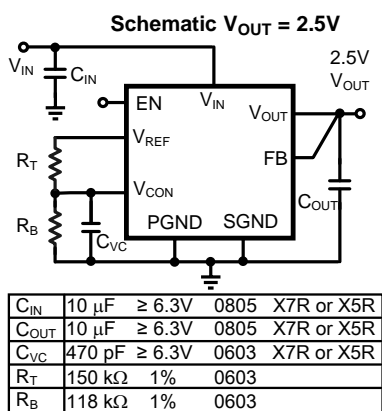 Schematic VOUT = 2.5V
VIN
CIN
2.5V
VOUT
EN
VIN
VOUT
VREF
RT
FB
VCON
COUT
RB
CVC
PGND SGND
CIN 10 μF ≥ 6.3V 0805 X7R or X5R
COUT 10 μF ≥ 6.3V 0805 X7R or X5R
CVC 470 pF ≥ 6.3V 0603 X7R or X5R
RT 150 kΩ 1% 0603
RB 118 kΩ 1% 0603